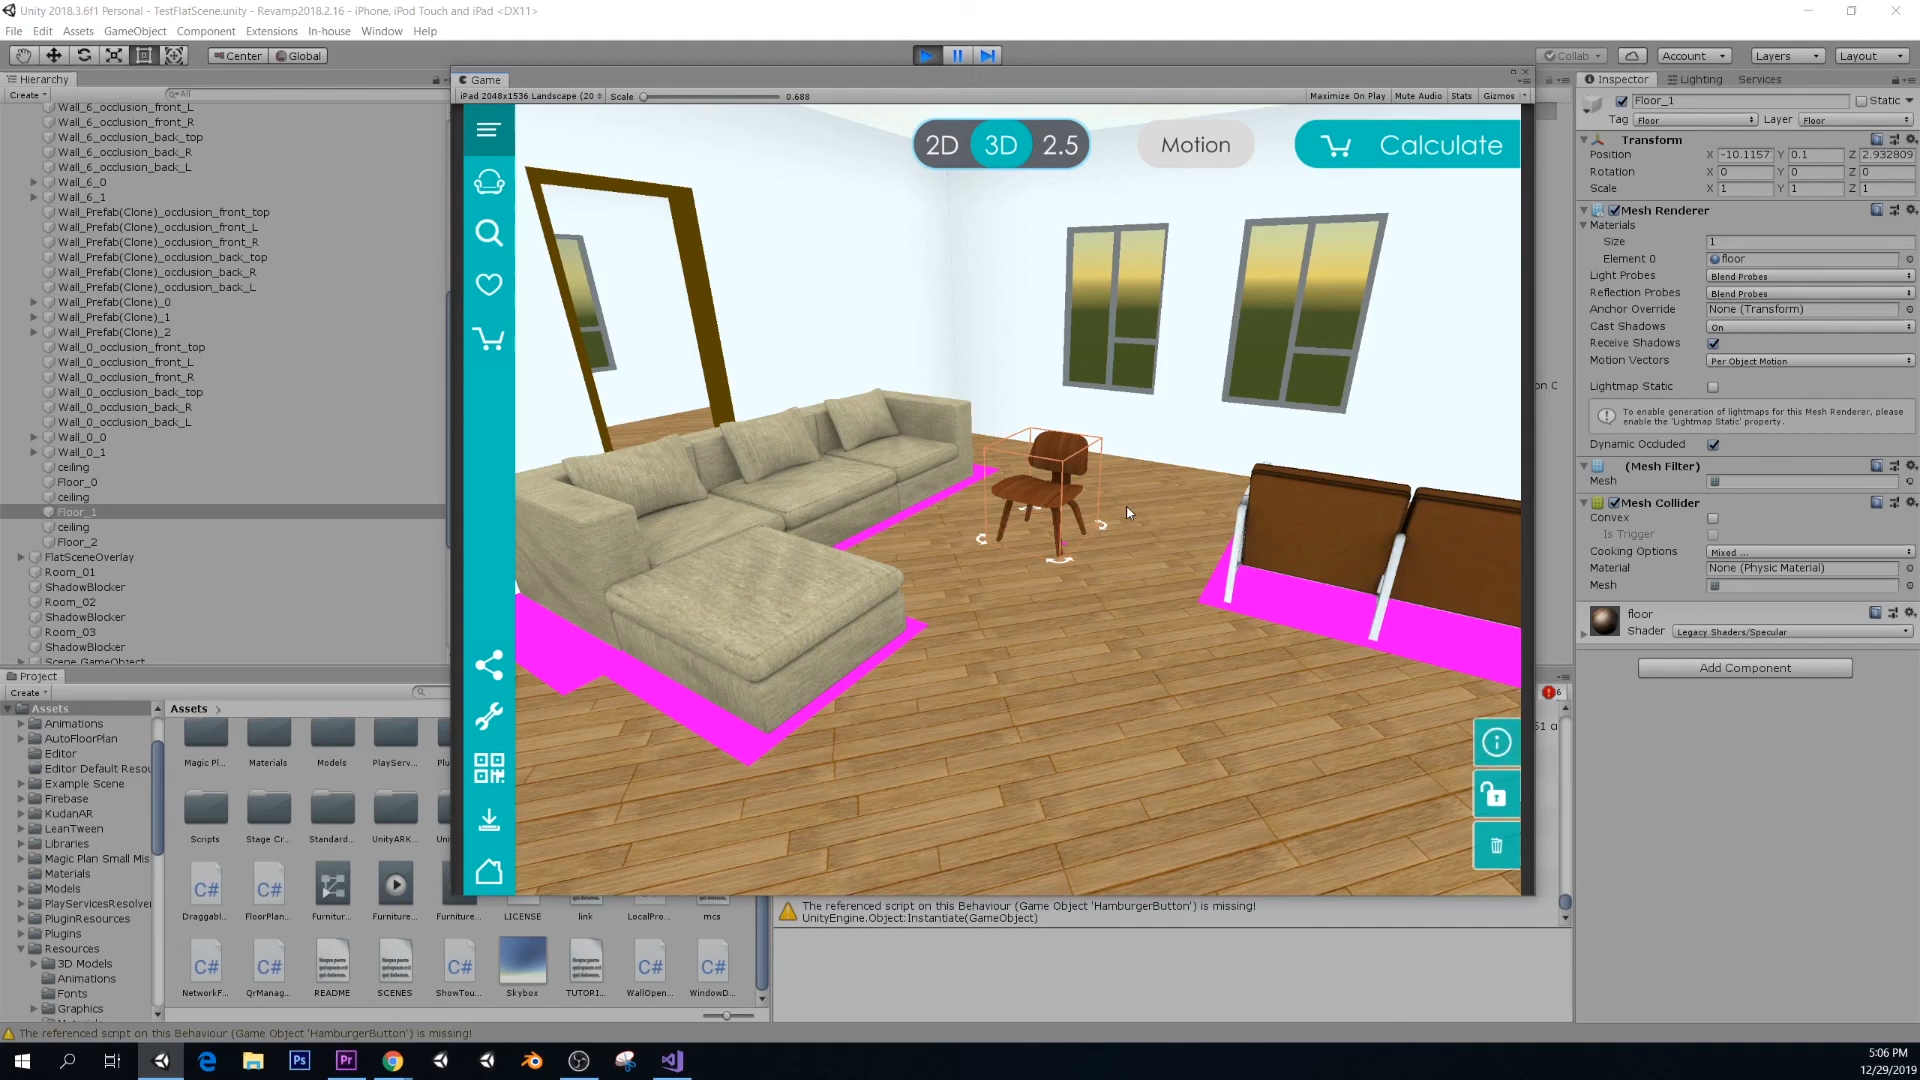 Unity 2018.3.6f1 Personal - TestFlatScene.unity - Revamp2018.2.16 - iPhone, iPod Touch and iPad <DX11>
File Edit Assets GameObject Component Extensions In-house Window Help
Center Global
Collab Account Layers Layout
Hierarchy
Create All
Wall_6_occlusion_front_L
Wall_6_occlusion_front_R
Wall_6_occlusion_back_top
Wall_6_occlusion_back_R
Wall_6_occlusion_back_L
Wall_6_0
Wall_6_1
Wall_Prefab(Clone)_occlusion_front_top
Wall_Prefab(Clone)_occlusion_front_L
Wall_Prefab(Clone)_occlusion_front_R
Wall_Prefab(Clone)_occlusion_back_top
Wall_Prefab(Clone)_occlusion_back_R
Wall_Prefab(Clone)_occlusion_back_L
Wall_Prefab(Clone)_0
Wall_Prefab(Clone)_1
Wall_Prefab(Clone)_2
Wall_0_occlusion_front_top
Wall_0_occlusion_front_L
Wall_0_occlusion_front_R
Wall_0_occlusion_back_top
Wall_0_occlusion_back_R
Wall_0_occlusion_back_L
Wall_0_0
Wall_0_1
ceiling
Floor_0
ceiling
Floor_1
ceiling
Floor_2
FlatSceneOverlay
Room_01
ShadowBlocker
Room_02
ShadowBlocker
Room_03
ShadowBlocker
Scene GameObject
Game
iPad 2048x1536 Landscape (20 Scale 0.688 Maximize On Play Mute Audio Stats Gizmos
2D 3D 2.5 Motion Calculate
Inspector Lighting Services
Floor_1 Static
Tag Floor Layer Floor
Transform
Position X -10.1157 Y 0.1 Z 2.932809
Rotation X 0 Y 0 Z 0
Scale X 1 Y 1 Z 1
Mesh Renderer
Materials
Size 1
Element 0 floor
Light Probes Blend Probes
Reflection Probes Blend Probes
Anchor Override None (Transform)
Cast Shadows On
Receive Shadows
Motion Vectors Per Object Motion
Lightmap Static
To enable generation of lightmaps for this Mesh Renderer, please
enable the 'Lightmap Static' property.
Dynamic Occluded
(Mesh Filter)
Mesh
Mesh Collider
Convex
Is Trigger
Cooking Options Mixed ...
Material None (Physic Material)
Mesh
floor
Shader Legacy Shaders/Specular
Add Component
Project
Create
Assets
Animations
AutoFloorPlan
Editor
Editor Default Resou
Example Scene
Firebase
KudanAR
LeanTween
Libraries
Magic Plan Small Mis
Materials
Models
PlayServicesResolver
PluginResources
Plugins
Resources
3D Models
Animations
Fonts
Graphics
Assets
Magic Pl... Materials Models PlayServ...
Scripts Stage Cr... Standard... UnityARK...
Draggabl... FloorPlan... Furnitur... Furniture... Furniture... LICENSE link LocalPro... mcs
NetworkF... QrManag... README SCENES ShowTou... Skybox TUTORI... WallOpen... WindowD...
The referenced script on this Behaviour (Game Object 'HamburgerButton') is missing!
UnityEngine.Object:Instantiate(GameObject)
The referenced script on this Behaviour (Game Object 'HamburgerButton') is missing!
5:06 PM
12/29/2019